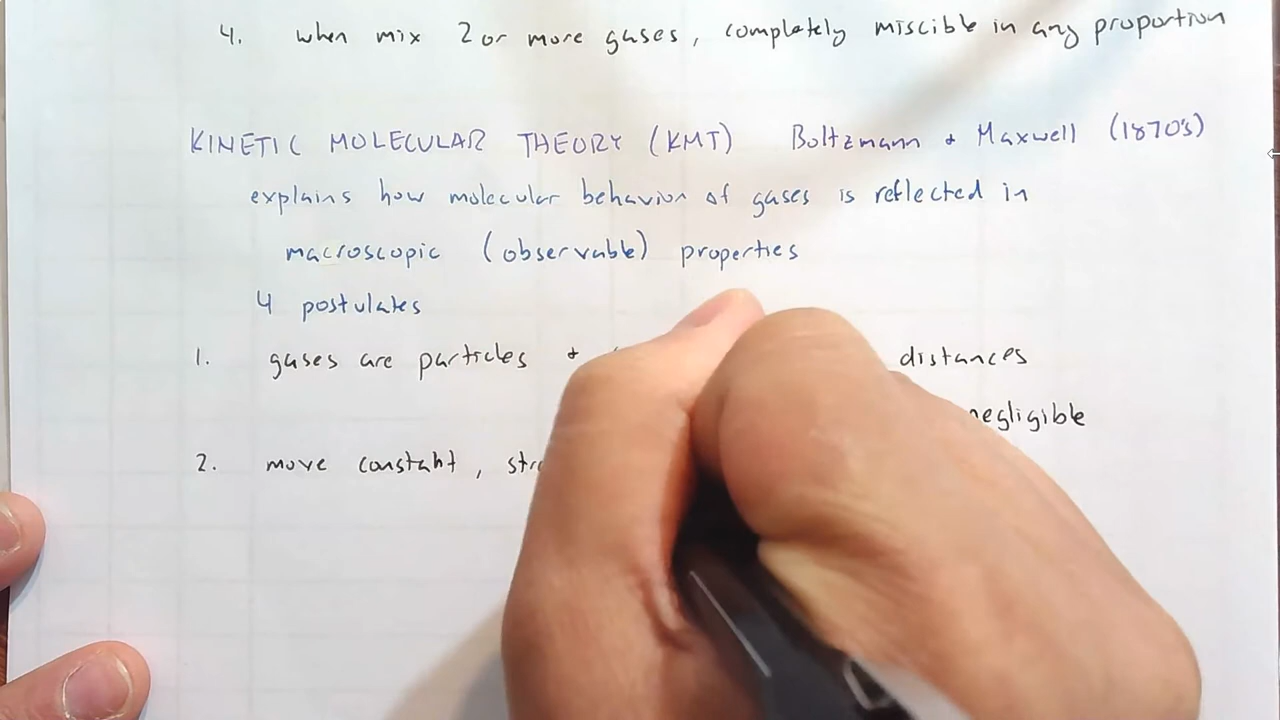 4. when mix 2 or more gases, completely miscible in any proportion
KINETIC MOLECULAR THEORY (KMT) Boltzmann + Maxwell (1870's)
explains how molecular behavior of gases is reflected in
macroscopic (observable) properties
4 postulates
1. gases are particles + distances
negligible
2. move constant,